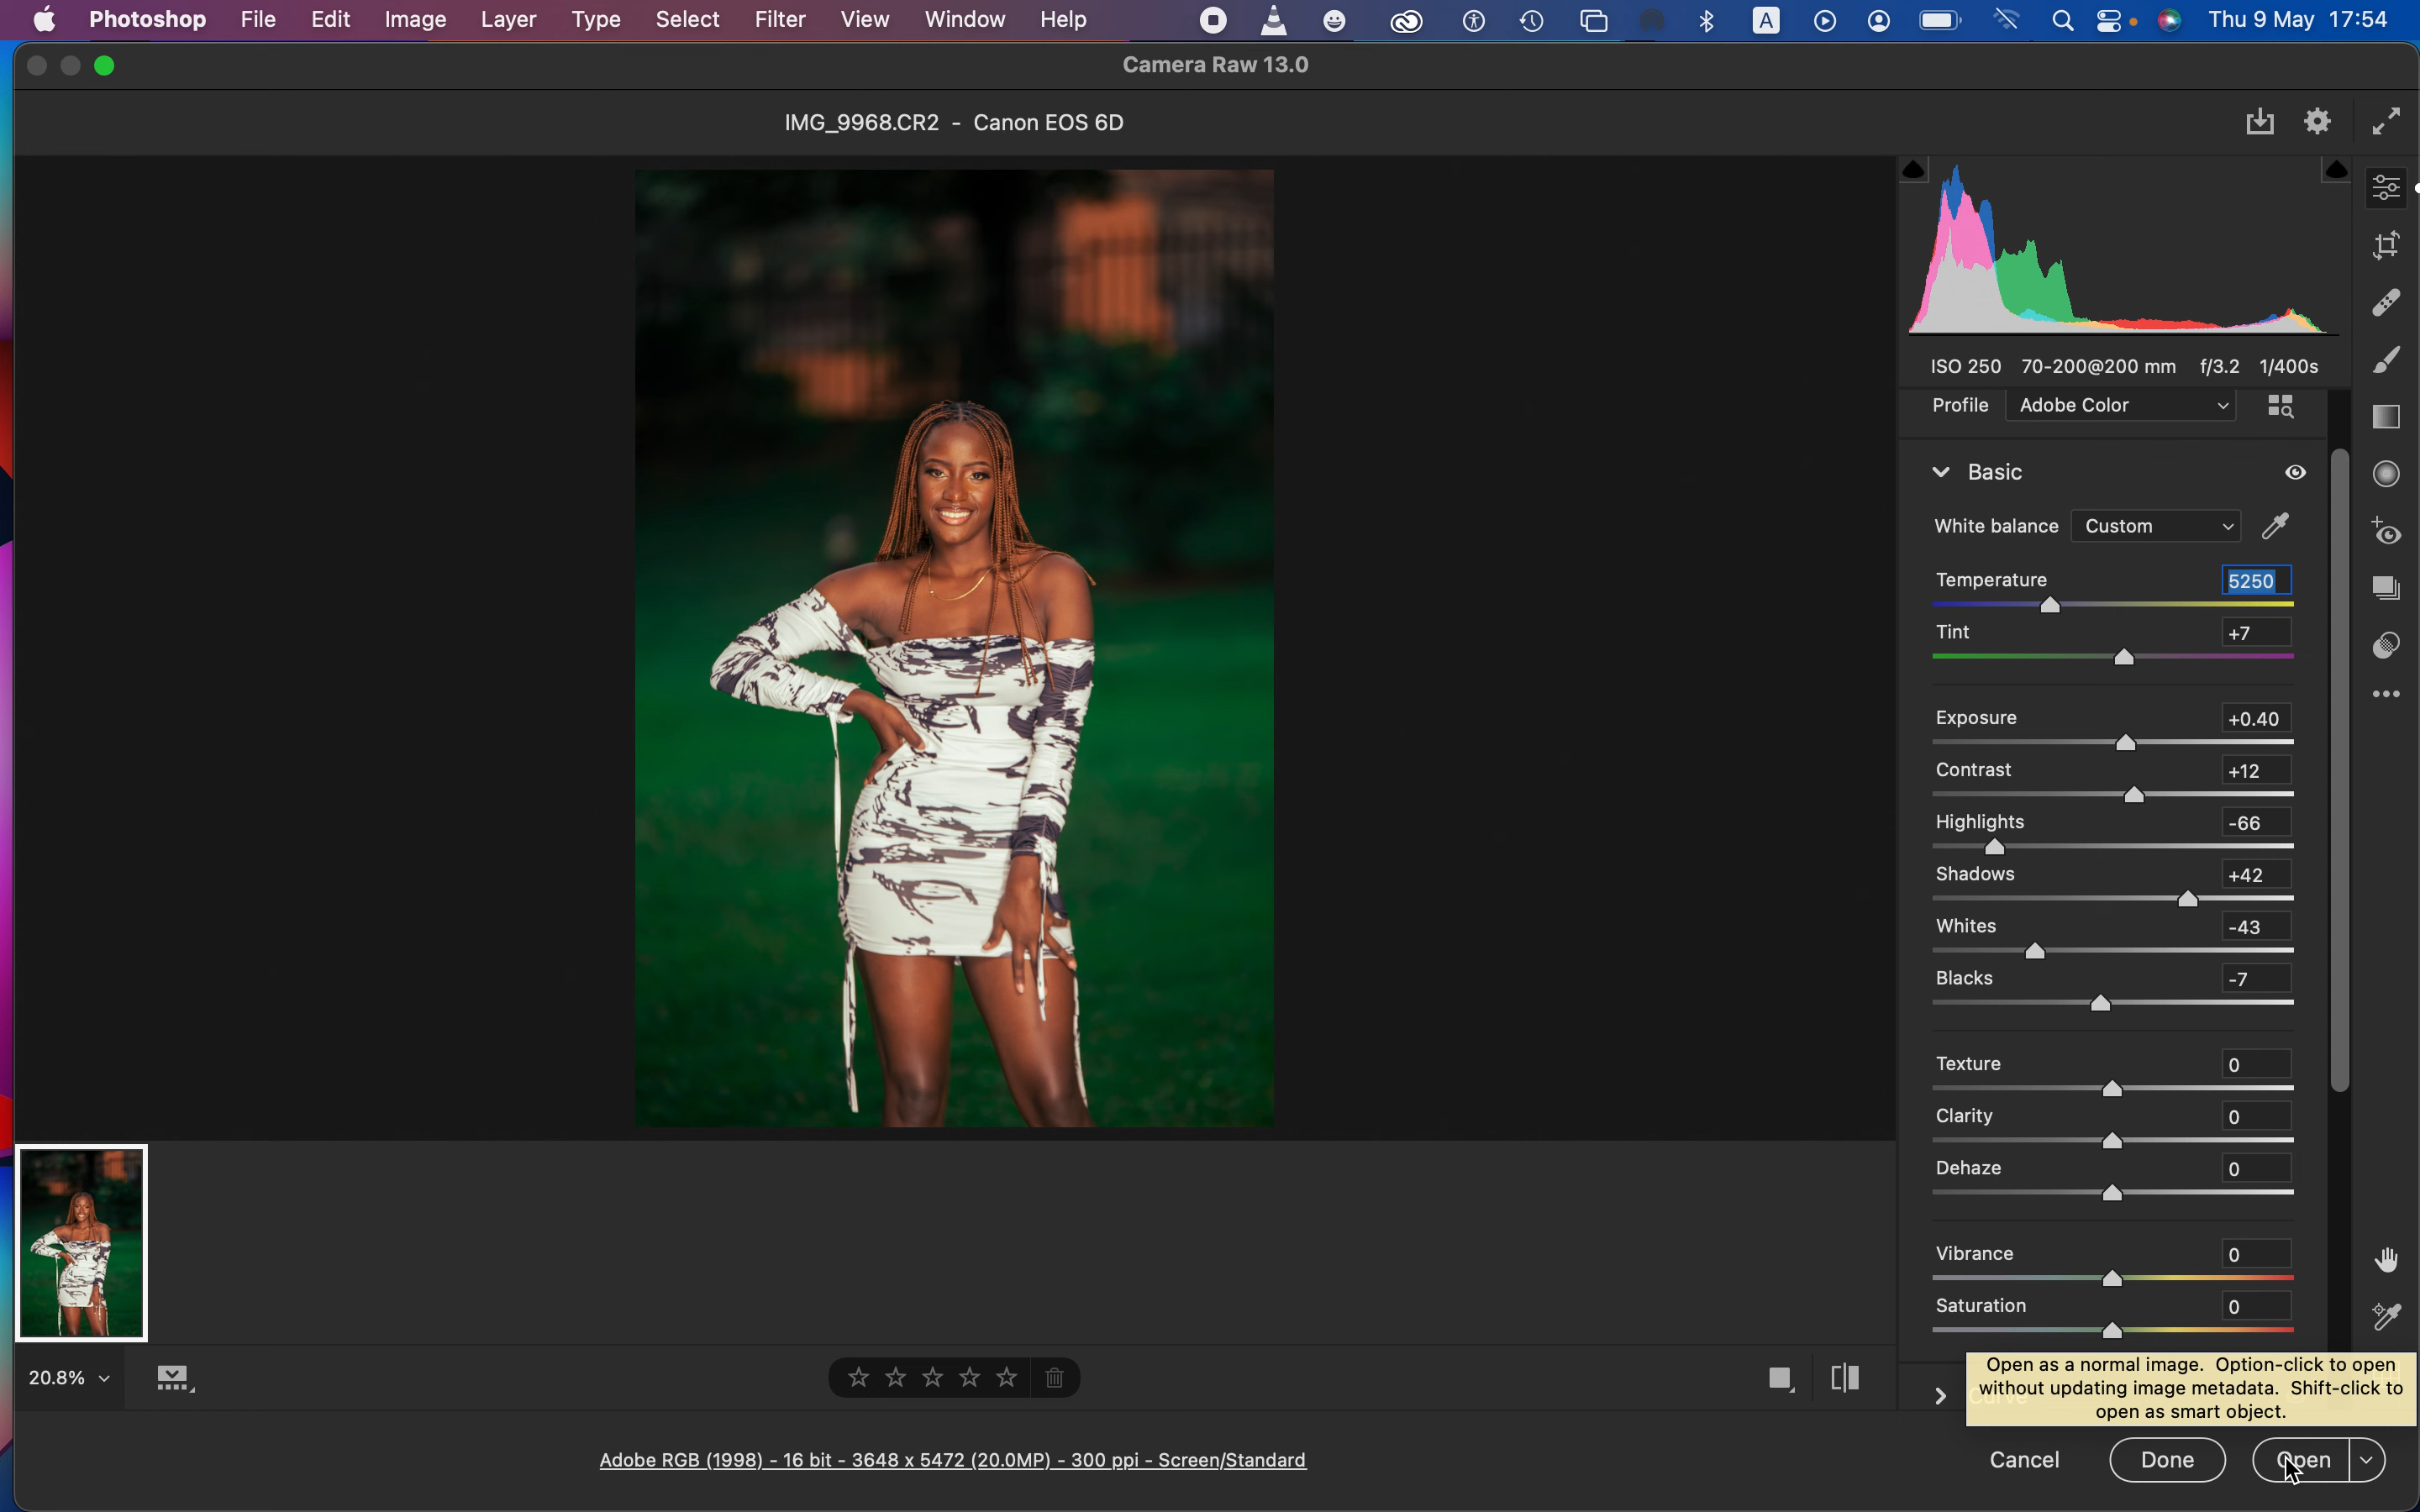 Photoshop File Edit Image Layer Type Select Filter View Window Help A Thu 9 May 17:54
Camera Raw 13.0
IMG_9968.CR2 - Canon EOS 6D
ISO 250 70-200@200 mm f/3.2 1/400s
Profile Adobe Color
Basic
White balance Custom
Temperature 5250
Tint +7
Exposure +0.40
Contrast +12
Highlights -66
Shadows +42
Whites -43
Blacks -7
Texture 0
Clarity 0
Dehaze 0
Vibrance 0
Saturation 0
20.8%
Open as a normal image. Option-click to open
without updating image metadata. Shift-click to
open as smart object.
Curve
Adobe RGB (1998) - 16 bit - 3648 x 5472 (20.0MP) - 300 ppi - Screen/Standard
Cancel Done Open